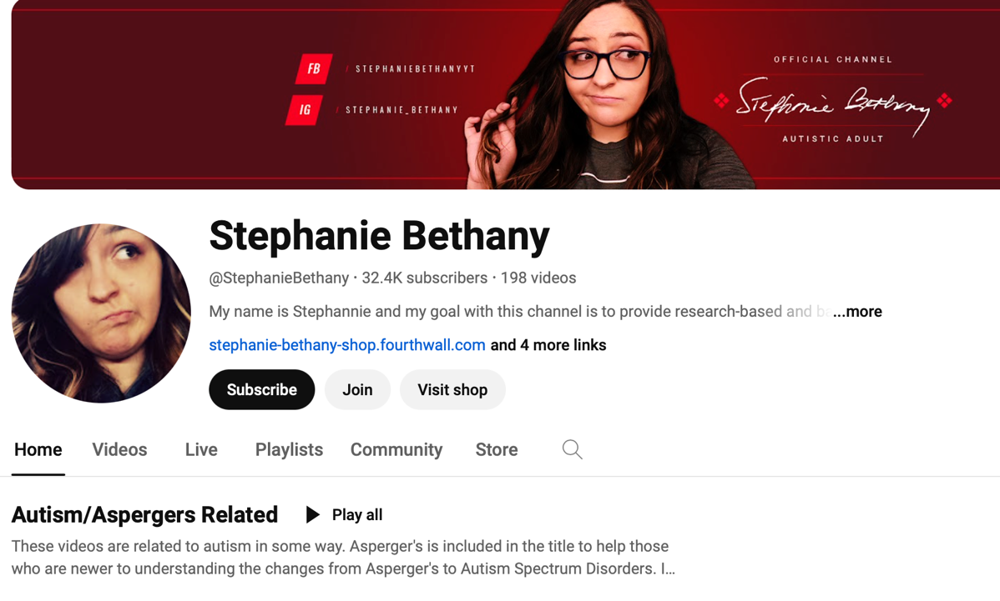 OFFICIAL CHANNEL
FB / STEPHANIEBETHANYYT
Stephanie Bethany
IG / STEPHANIE_BETHANY
AUTISTIC ADULT
Stephanie Bethany
@StephanieBethany · 32.4K subscribers · 198 videos
My name is Stephannie and my goal with this channel is to provide research-based and ...more
stephanie-bethany-shop.fourthwall.com and 4 more links
Subscribe Join Visit shop
Home Videos Live Playlists Community Store
Autism/Aspergers Related Play all
These videos are related to autism in some way. Asperger's is included in the title to help those
who are newer to understanding the changes from Asperger's to Autism Spectrum Disorders. I...